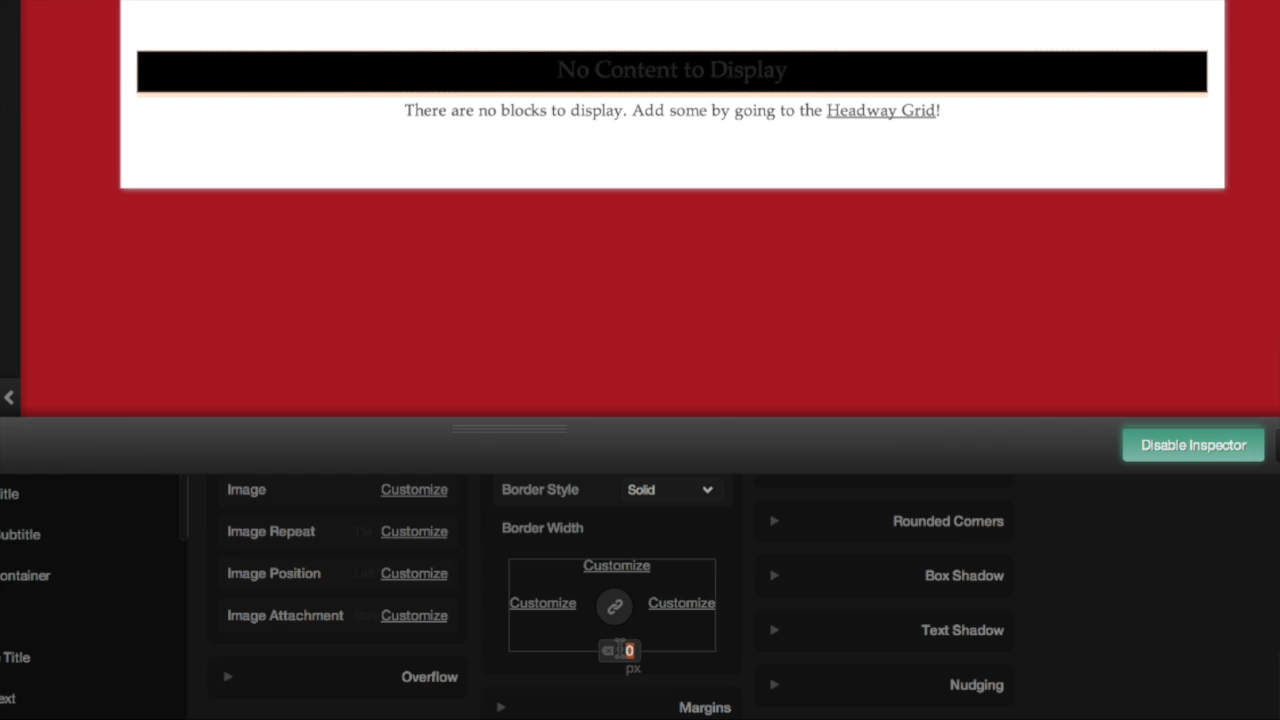 No Content to Display
There are no blocks to display. Add some by going to the Headway Grid!
Disable Inspector
itle
ubtitle
ontainer
Title
ext
Image Customize
Image Repeat Customize
Image Position Customize
Image Attachment Customize
Overflow
Border Style Solid
Border Width
Customize
Customize Customize
0
px
Margins
Rounded Corners
Box Shadow
Text Shadow
Nudging